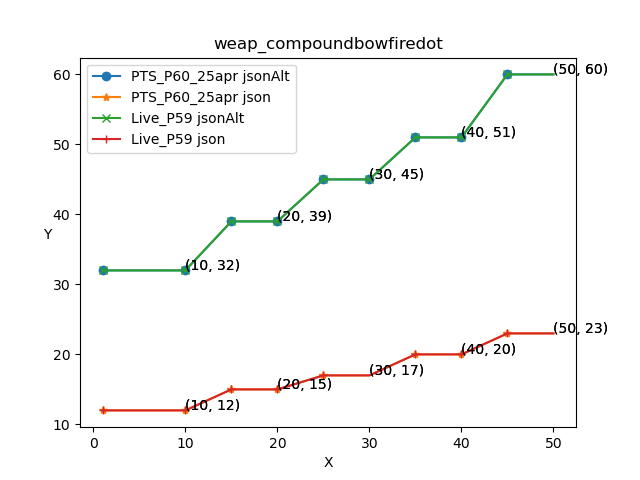 weap_compoundbowfiredot
PTS_P60_25apr jsonAlt
PTS_P60_25apr json
Live_P59 jsonAlt
Live_P59 json
60
50
40
30
20
10
Y
(50, 60)
(40, 51)
(30, 45)
(20, 39)
(10, 32)
(50, 23)
(40, 20)
(30, 17)
(20, 15)
(10, 12)
0 10 20 30 40 50
X